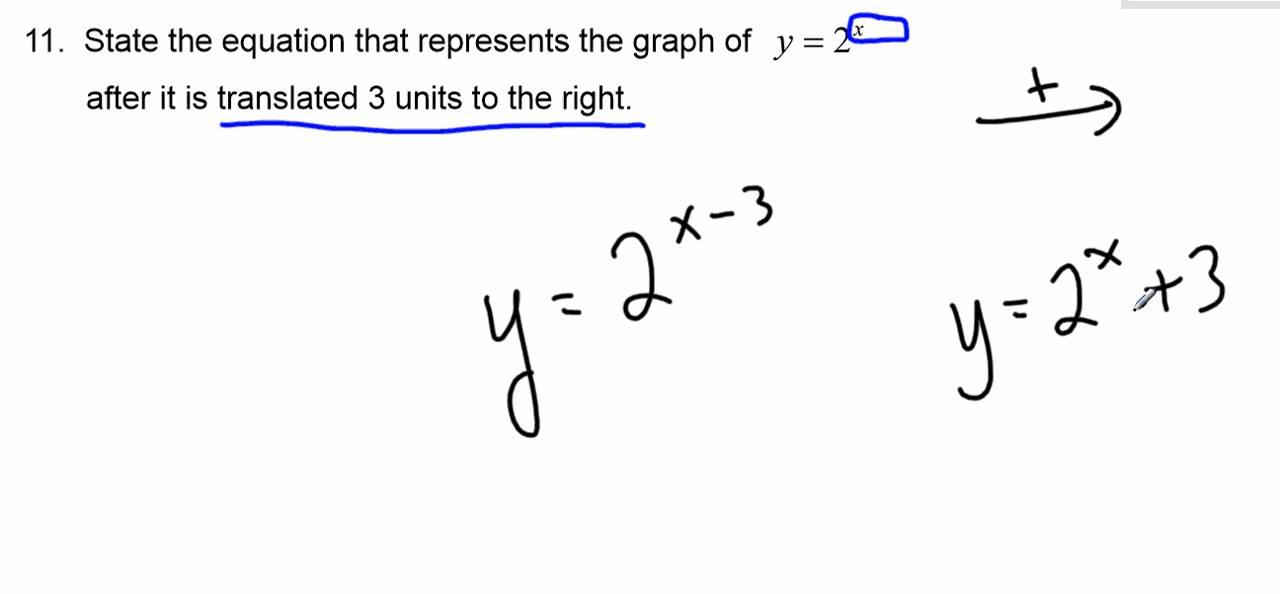 11. State the equation that represents the graph of y = 2^x
after it is translated 3 units to the right.
+
y = 2^{x-3}
y = 2^x + 3